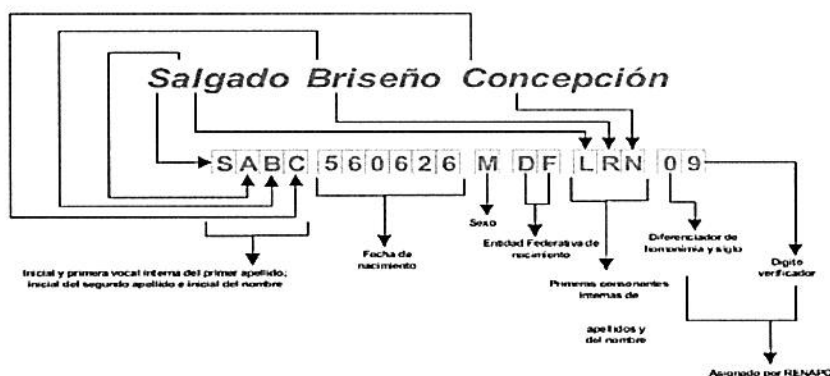 Salgado Briseño Concepción
SABC 560626 M DF LRN 09
Sexo
Fecha de
nacimiento
Entidad Federativa de
nacimiento
Diferenciador de
homonimia y siglo
Digito
verificador
Inicial y primera vocal interna del primer apellido;
inicial del segundo apellido e inicial del nombre
Primeras consonantes
internas de
apellidos y
del nombre
Asignado por RENAPO